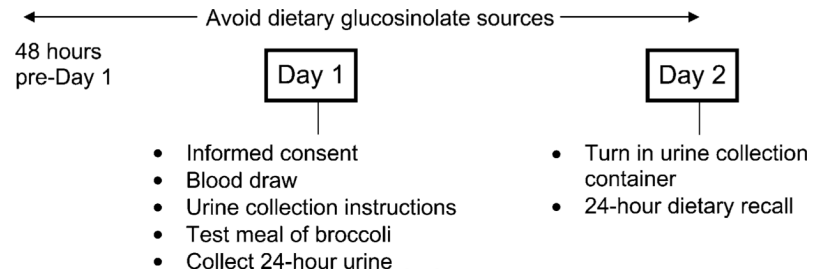 Avoid dietary glucosinolate sources
48 hours
pre-Day 1
Day 1
Day 2
• Informed consent
• Blood draw
• Urine collection instructions
• Test meal of broccoli
• Collect 24-hour urine
• Turn in urine collection
container
• 24-hour dietary recall